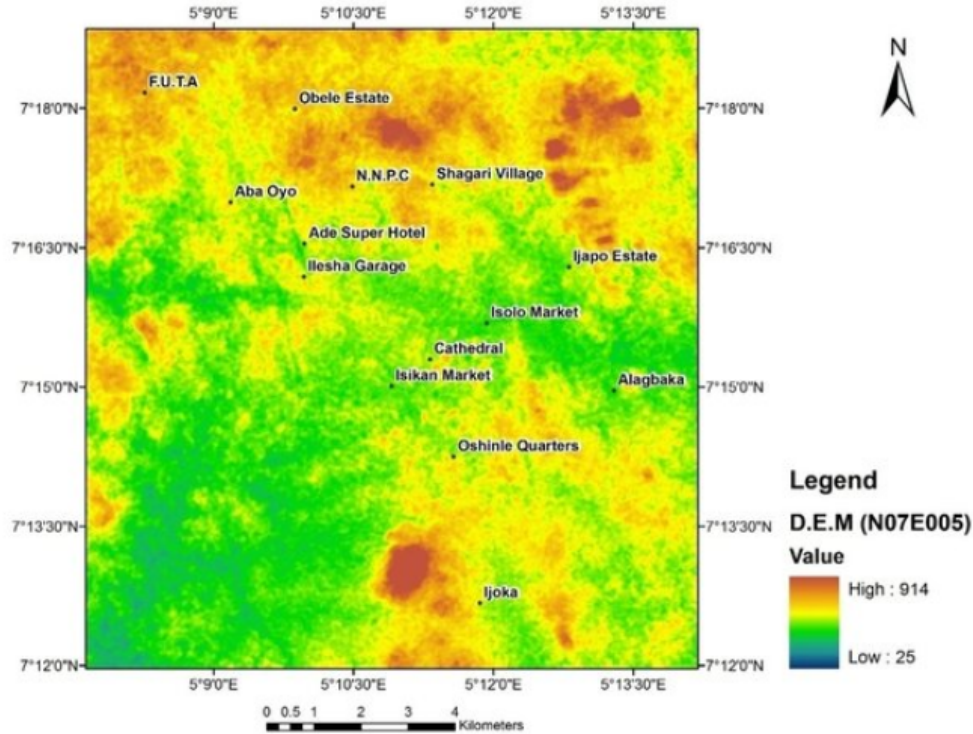 5°9'0"E 5°10'30"E 5°12'0"E 5°13'30"E
N
F.U.T.A
Obele Estate
7°18'0"N 7°18'0"N
N.N.P.C Shagari Village
Aba Oyo
Ade Super Hotel
7°16'30"N 7°16'30"N
Ijapo Estate
Ilesha Garage
Isolo Market
Cathedral
Isikan Market
Alagbaka
7°15'0"N 7°15'0"N
Oshinle Quarters
Legend
D.E.M (N07E005)
Value
High : 914
Low : 25
7°13'30"N 7°13'30"N
Ijoka
7°12'0"N 7°12'0"N
5°9'0"E 5°10'30"E 5°12'0"E 5°13'30"E
0 0.5 1 2 3 4
Kilometers